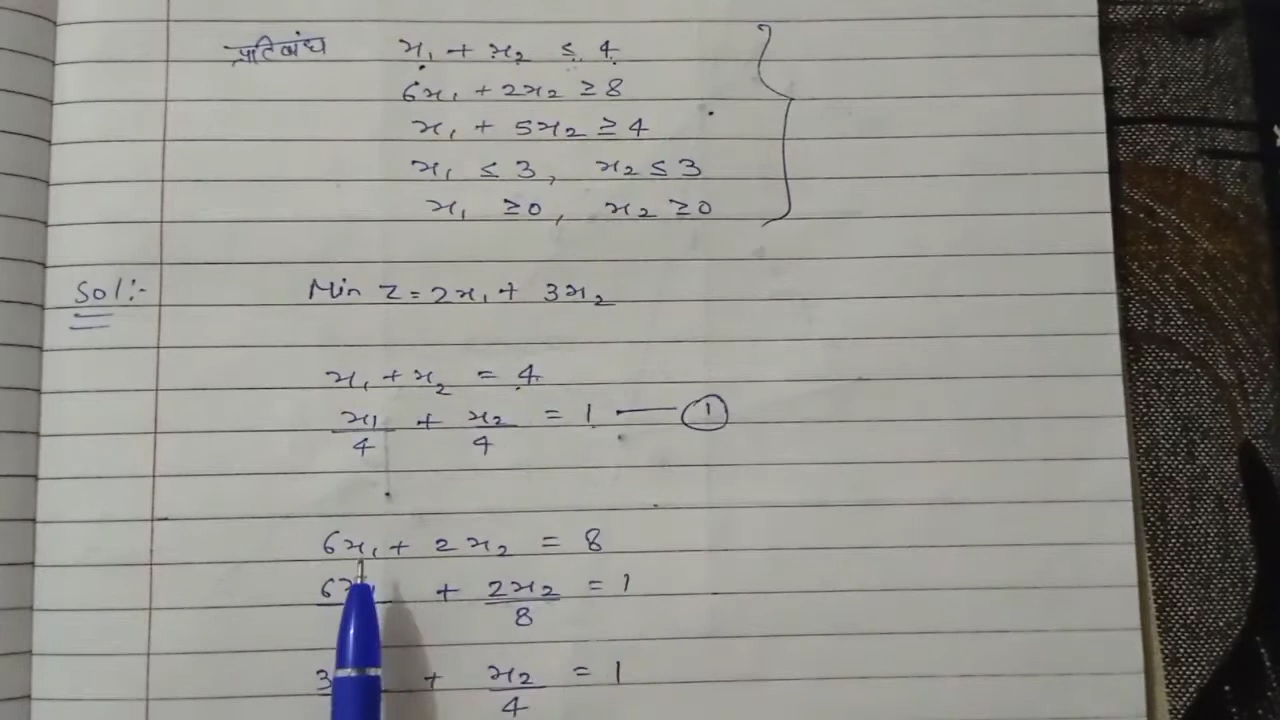 प्रतिबंध x₁ + x₂ ≤ 4
6x₁ + 2x₂ ≥ 8
x₁ + 5x₂ ≥ 4
x₁ ≤ 3, x₂ ≤ 3
x₁ ≥0, x₂ ≥0
Sol:- Min Z = 2x₁ + 3x₂
x₁ + x₂ = 4
x₁/4 + x₂/4 = 1 — ①
6x₁ + 2x₂ = 8
6 + 2x₂/8 = 1
3 + x₂/4 = 1